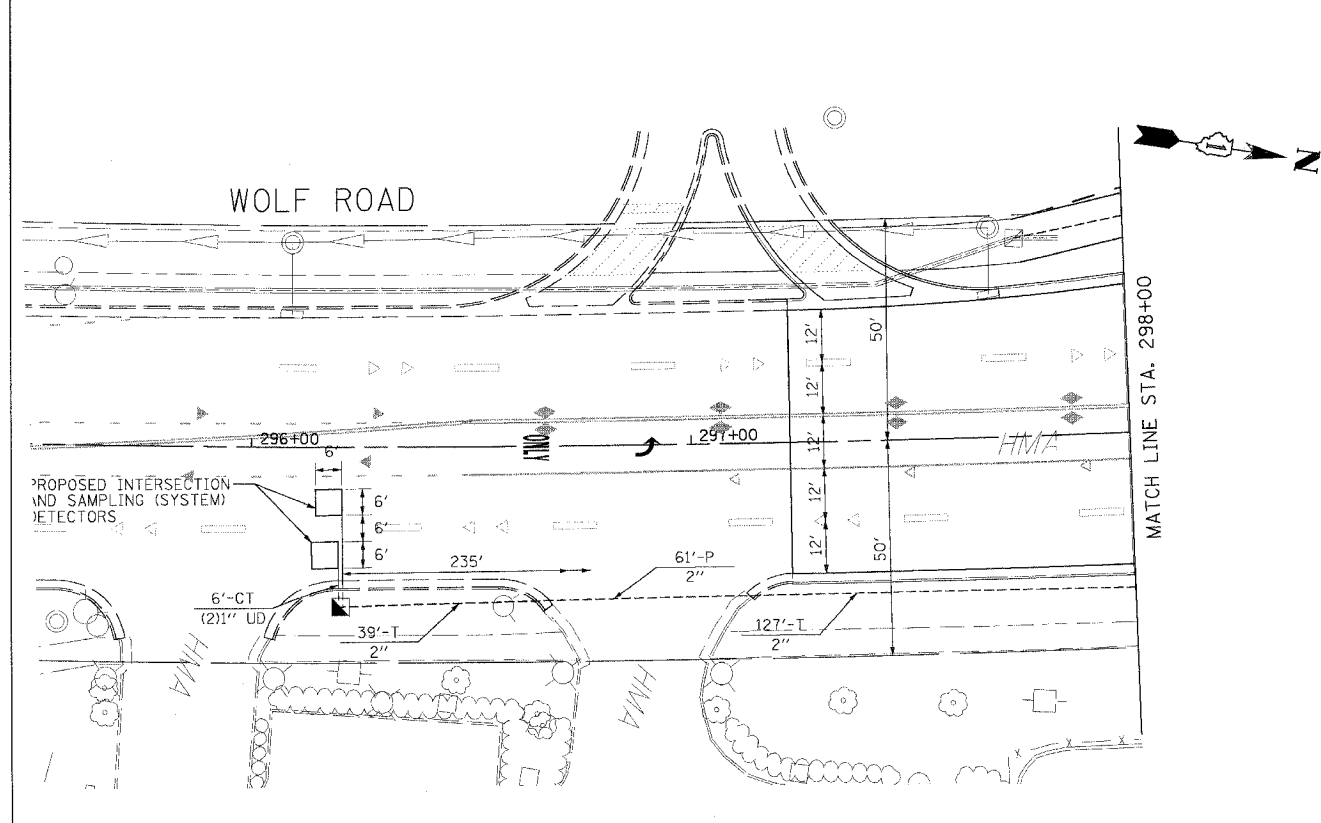 WOLF ROAD
N
12'
12'
12'
12'
12'
50'
50'
MATCH LINE STA. 298+00
296+00
297+00
ONLY
HMA
6'
PROPOSED INTERSECTION
AND SAMPLING (SYSTEM)
DETECTORS
6'
6'
6'
235'
61'-P
2''
6'-CT
(2)1'' UD
39'-T
2''
127'-T
2''
HMA
HMA